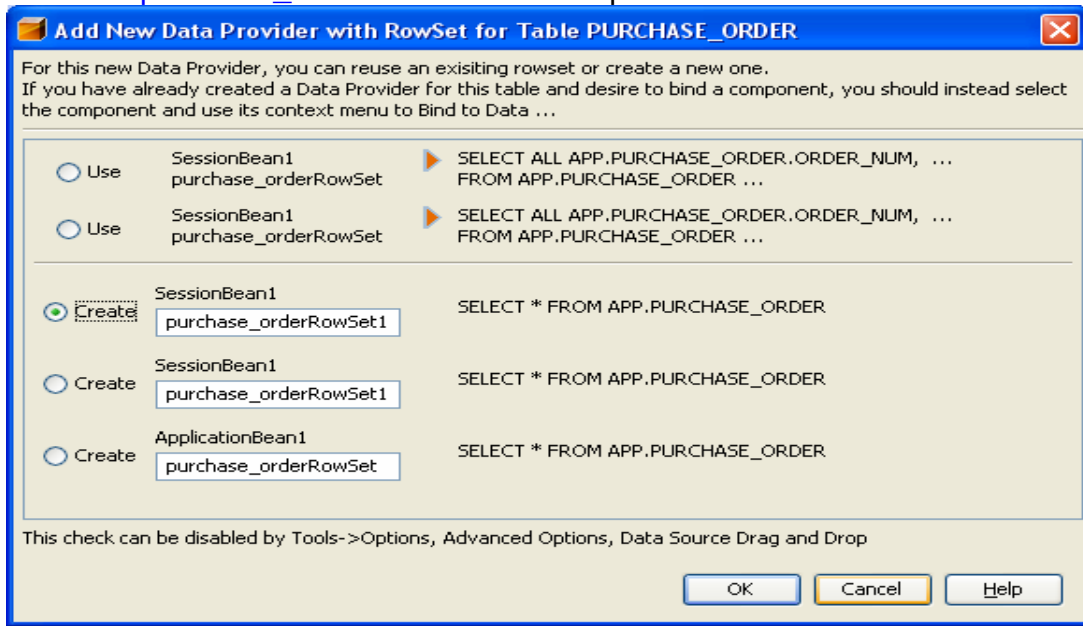 Add New Data Provider with RowSet for Table PURCHASE_ORDER
For this new Data Provider, you can reuse an exisiting rowset or create a new one.
If you have already created a Data Provider for this table and desire to bind a component, you should instead select
the component and use its context menu to Bind to Data ...
Use SessionBean1 SELECT ALL APP.PURCHASE_ORDER.ORDER_NUM, ...
purchase_orderRowSet FROM APP.PURCHASE_ORDER ...
Use SessionBean1 SELECT ALL APP.PURCHASE_ORDER.ORDER_NUM, ...
purchase_orderRowSet FROM APP.PURCHASE_ORDER ...
SessionBean1
Create purchase_orderRowSet1 SELECT * FROM APP.PURCHASE_ORDER
SessionBean1
Create purchase_orderRowSet1 SELECT * FROM APP.PURCHASE_ORDER
ApplicationBean1
Create purchase_orderRowSet SELECT * FROM APP.PURCHASE_ORDER
This check can be disabled by Tools->Options, Advanced Options, Data Source Drag and Drop
OK Cancel Help